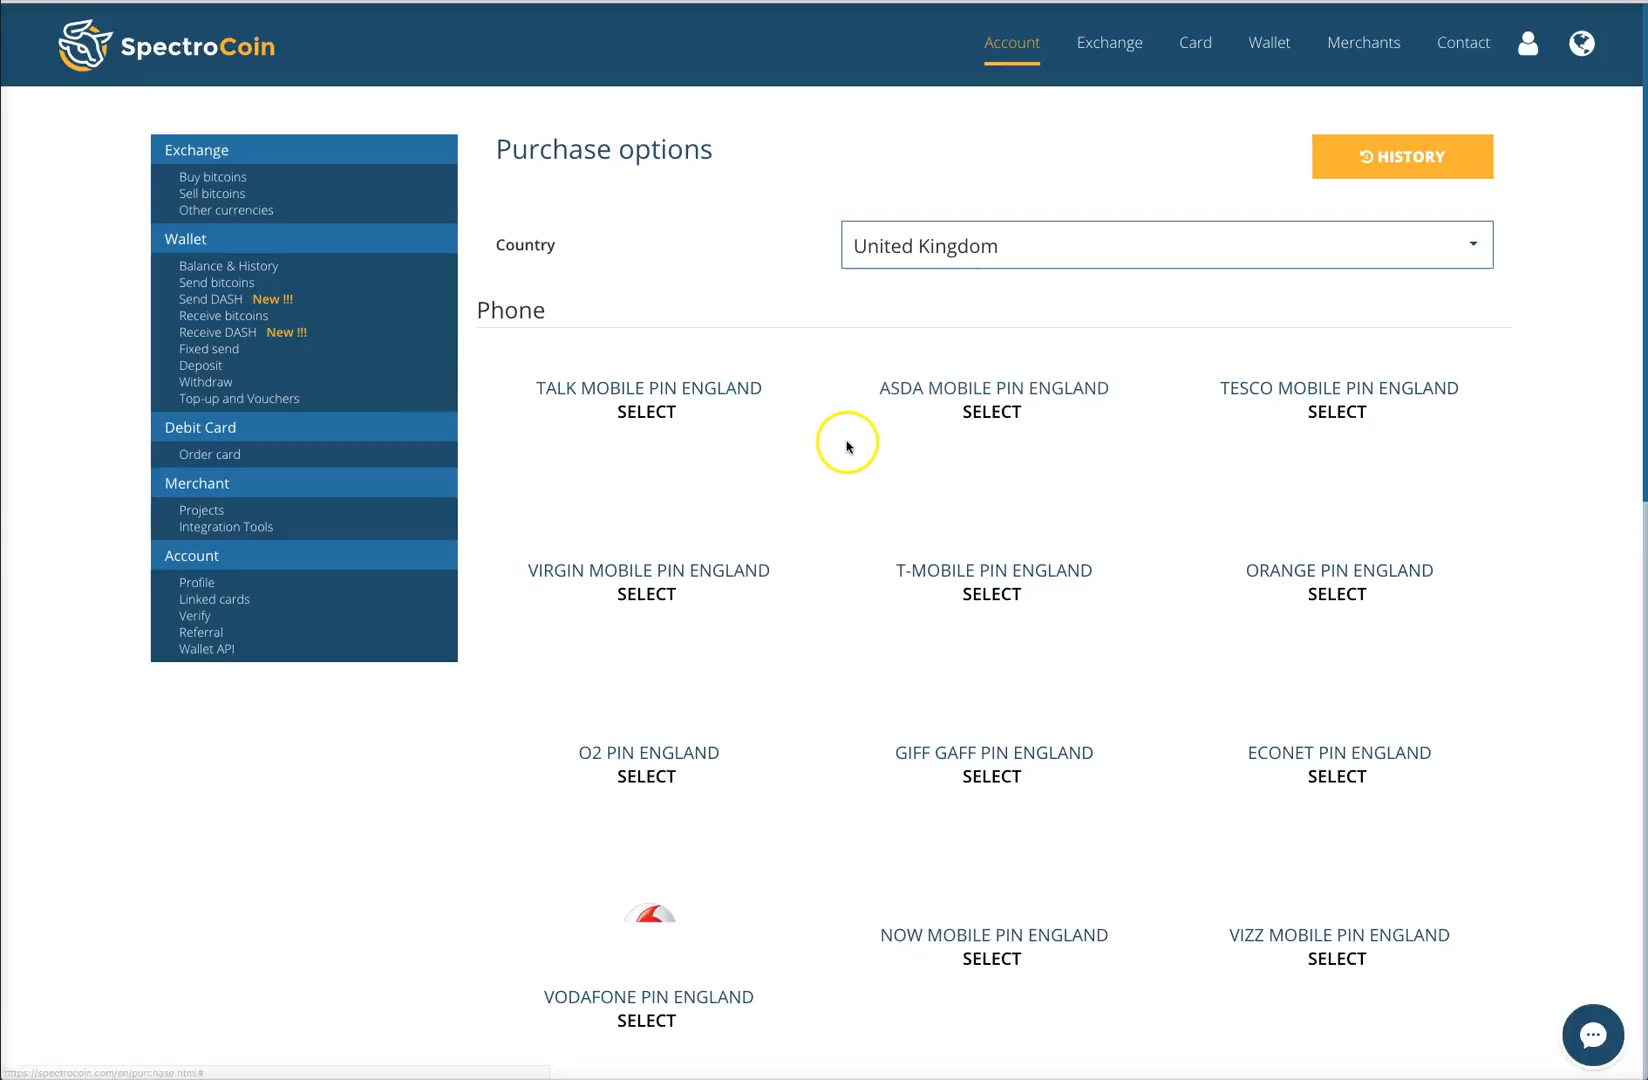 SpectroCoin
Account Exchange Card Wallet Merchants Contact
Exchange
Buy bitcoins
Sell bitcoins
Other currencies
Wallet
Balance & History
Send bitcoins
Send DASH New !!!
Receive bitcoins
Receive DASH New !!!
Fixed send
Deposit
Withdraw
Top-up and Vouchers
Debit Card
Order card
Merchant
Projects
Integration Tools
Account
Profile
Linked cards
Verify
Referral
Wallet API
Purchase options
HISTORY
Country
United Kingdom
Phone
TALK MOBILE PIN ENGLAND
SELECT
ASDA MOBILE PIN ENGLAND
SELECT
TESCO MOBILE PIN ENGLAND
SELECT
VIRGIN MOBILE PIN ENGLAND
SELECT
T-MOBILE PIN ENGLAND
SELECT
ORANGE PIN ENGLAND
SELECT
O2 PIN ENGLAND
SELECT
GIFF GAFF PIN ENGLAND
SELECT
ECONET PIN ENGLAND
SELECT
VODAFONE PIN ENGLAND
SELECT
NOW MOBILE PIN ENGLAND
SELECT
VIZZ MOBILE PIN ENGLAND
SELECT
https://spectrocoin.com/en/purchase.html#